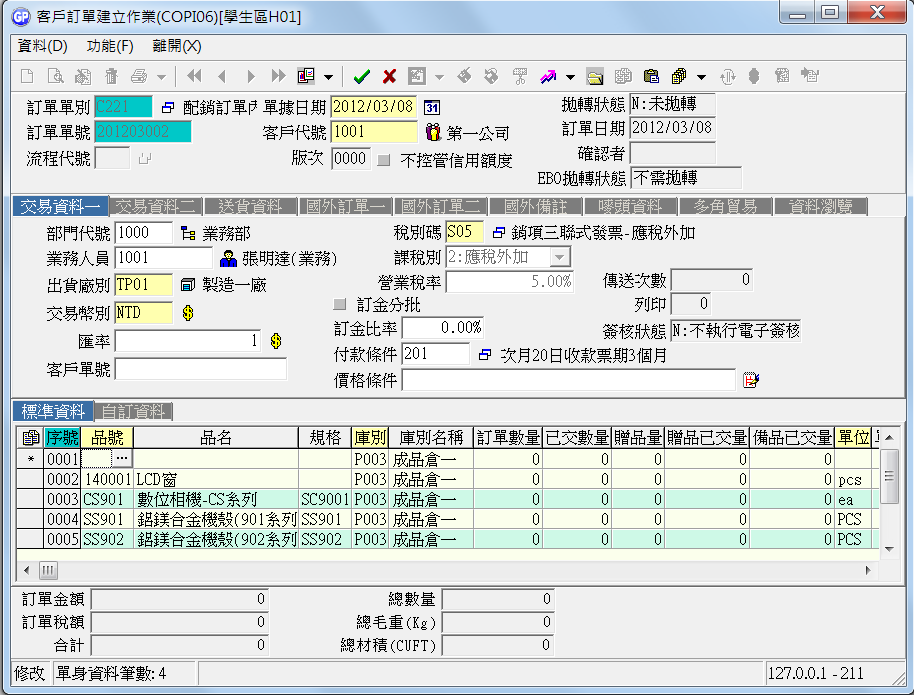 GP 客戶訂單建立作業(COPI06)[學生區H01]
資料(D) 功能(F) 離開(X)
訂單單別 C221 配銷訂單 單據日期 2012/03/08 31 拋轉狀態 N:未拋轉
訂單單號 201203002 客戶代號 1001 第一公司 訂單日期 2012/03/08
流程代號 版次 0000 不控管信用額度 確認者
EBO拋轉狀態 不需拋轉
交易資料一 交易資料二 送貨資料 國外訂單一 國外訂單二 國外備註 嘜頭資料 多角貿易 資料瀏覽
部門代號 1000 業務部 稅別碼 S05 銷項三聯式發票-應稅外加
業務人員 1001 張明達(業務) 課稅別 2:應稅外加
出貨廠別 TP01 製造一廠 營業稅率 5.00% 傳送次數 0
交易幣別 NTD 訂金分批 列印 0
匯率 1 訂金比率 0.00% 簽核狀態 N:不執行電子簽核
客戶單號 付款條件 201 次月20日收款票期3個月
價格條件
標準資料 自訂資料
序號 品號 品名 規格 庫別 庫別名稱 訂單數量 已交數量 贈品量 贈品已交量 備品已交量 單位
* 0001 ... P003 成品倉一 0 0 0 0 0
0002 140001 LCD窗 P003 成品倉一 0 0 0 0 0 pcs
0003 CS901 數位相機-CS系列 SC9001 P003 成品倉一 0 0 0 0 0 ea
0004 SS901 鋁鎂合金機殼(901系列 SS901 P003 成品倉一 0 0 0 0 0 PCS
0005 SS902 鋁鎂合金機殼(902系列 SS902 P003 成品倉一 0 0 0 0 0 PCS
訂單金額 0 總數量 0
訂單稅額 0 總毛重(Kg) 0
合計 0 總材積(CUFT) 0
修改 單身資料筆數: 4 127.0.0.1 - 211